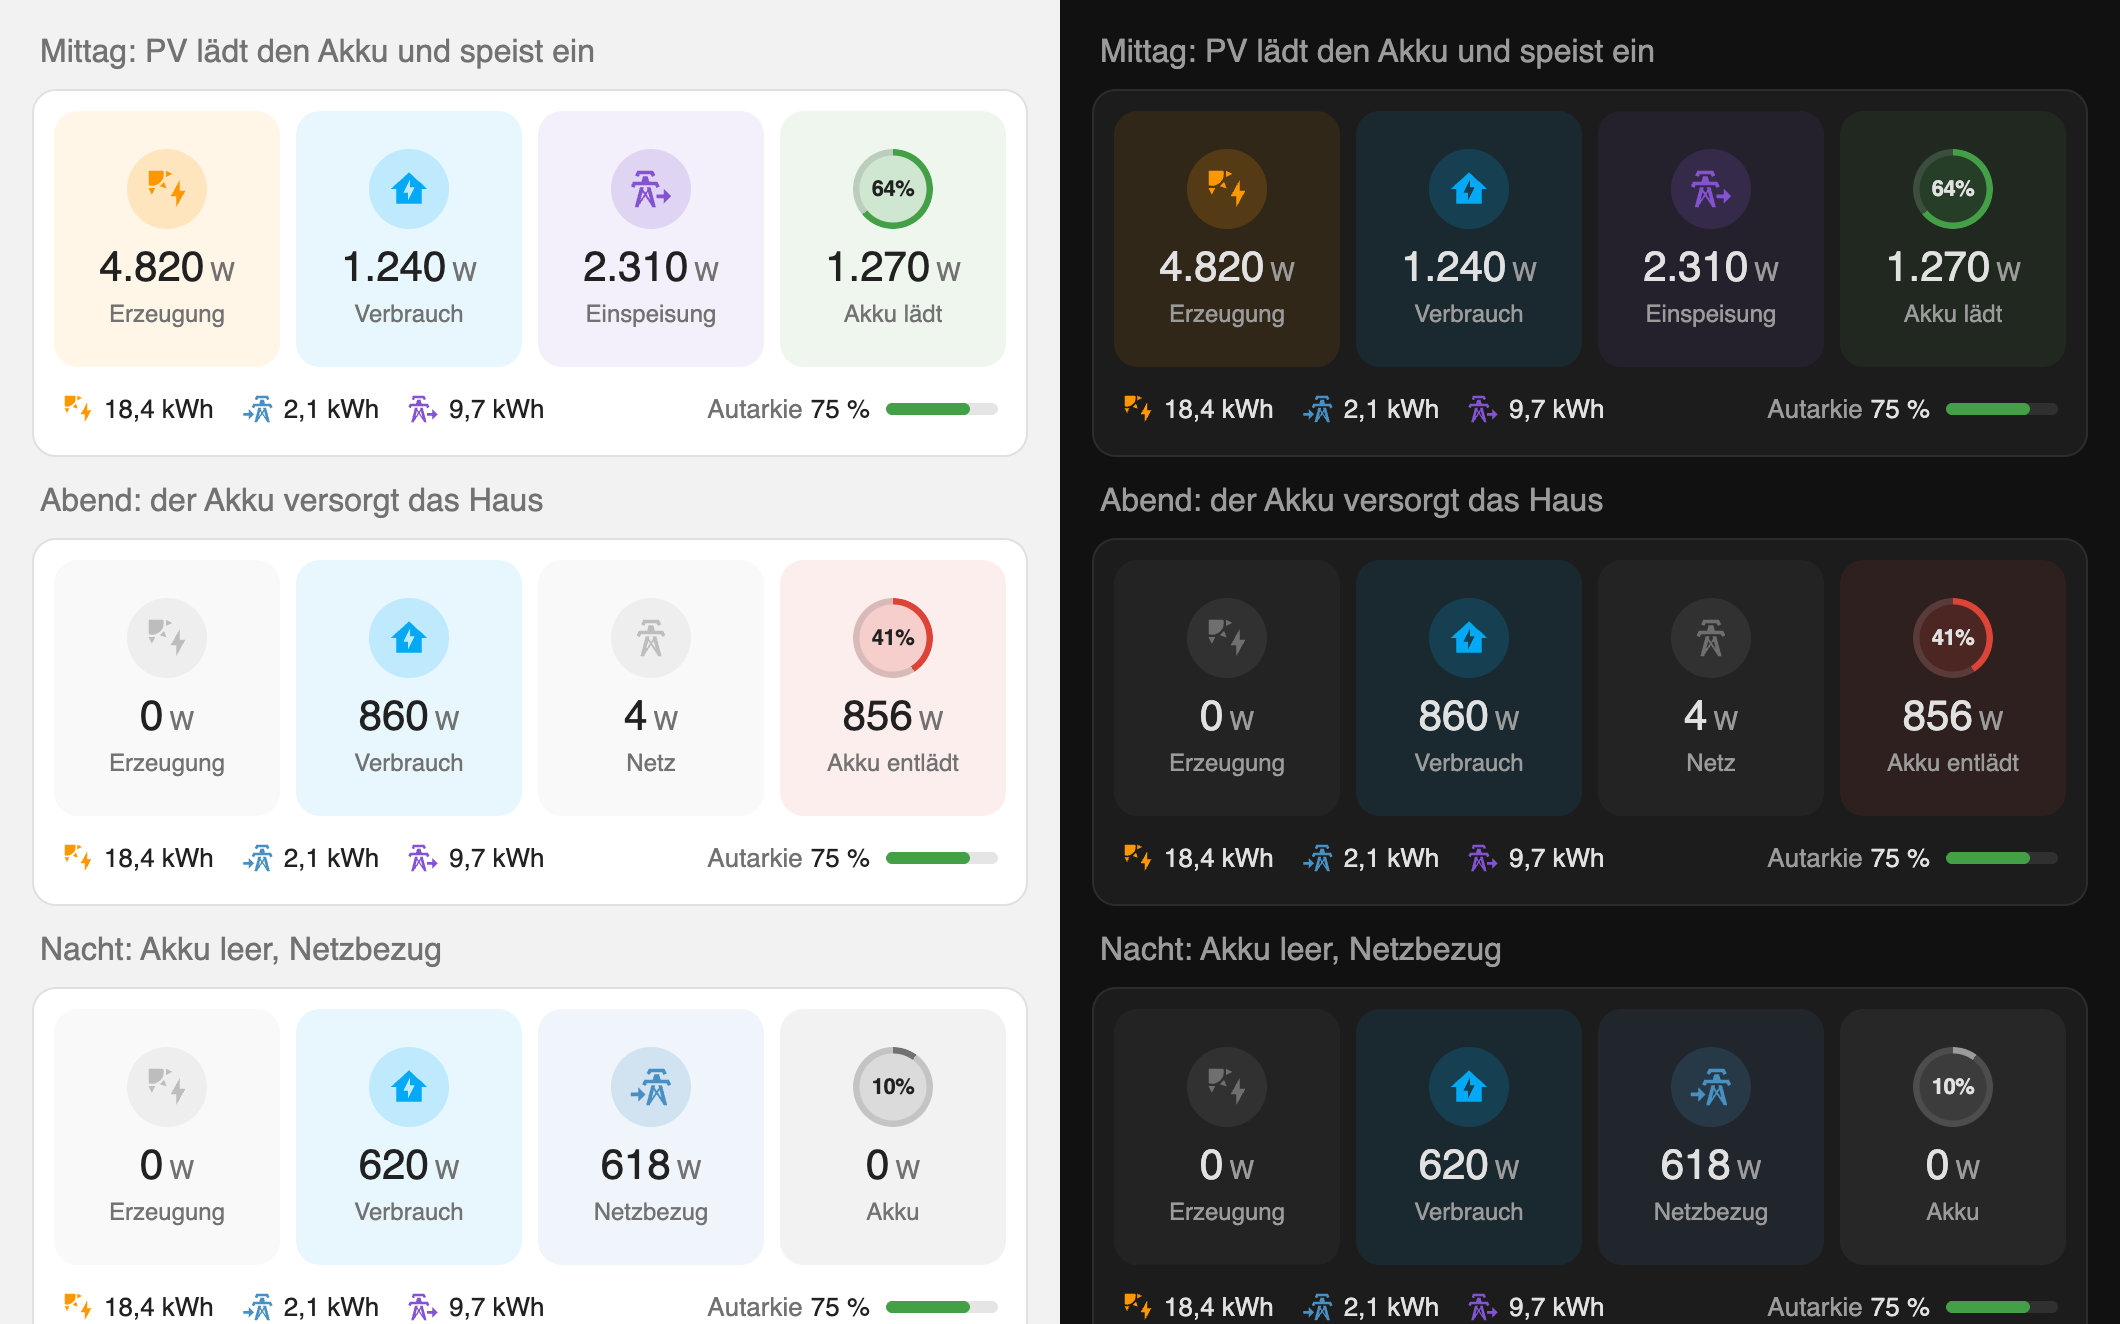 Mittag: PV lädt den Akku und speist ein
64%
4.820 W 1.240 W 2.310 W 1.270 W
Erzeugung Verbrauch Einspeisung Akku lädt
18,4 kWh 2,1 kWh 9,7 kWh Autarkie 75 %
Abend: der Akku versorgt das Haus
41%
0 W 860 W 4 W 856 W
Erzeugung Verbrauch Netz Akku entlädt
18,4 kWh 2,1 kWh 9,7 kWh Autarkie 75 %
Nacht: Akku leer, Netzbezug
10%
0 W 620 W 618 W 0 W
Erzeugung Verbrauch Netzbezug Akku
18,4 kWh 2,1 kWh 9,7 kWh Autarkie 75 %
Mittag: PV lädt den Akku und speist ein
64%
4.820 W 1.240 W 2.310 W 1.270 W
Erzeugung Verbrauch Einspeisung Akku lädt
18,4 kWh 2,1 kWh 9,7 kWh Autarkie 75 %
Abend: der Akku versorgt das Haus
41%
0 W 860 W 4 W 856 W
Erzeugung Verbrauch Netz Akku entlädt
18,4 kWh 2,1 kWh 9,7 kWh Autarkie 75 %
Nacht: Akku leer, Netzbezug
10%
0 W 620 W 618 W 0 W
Erzeugung Verbrauch Netzbezug Akku
18,4 kWh 2,1 kWh 9,7 kWh Autarkie 75 %